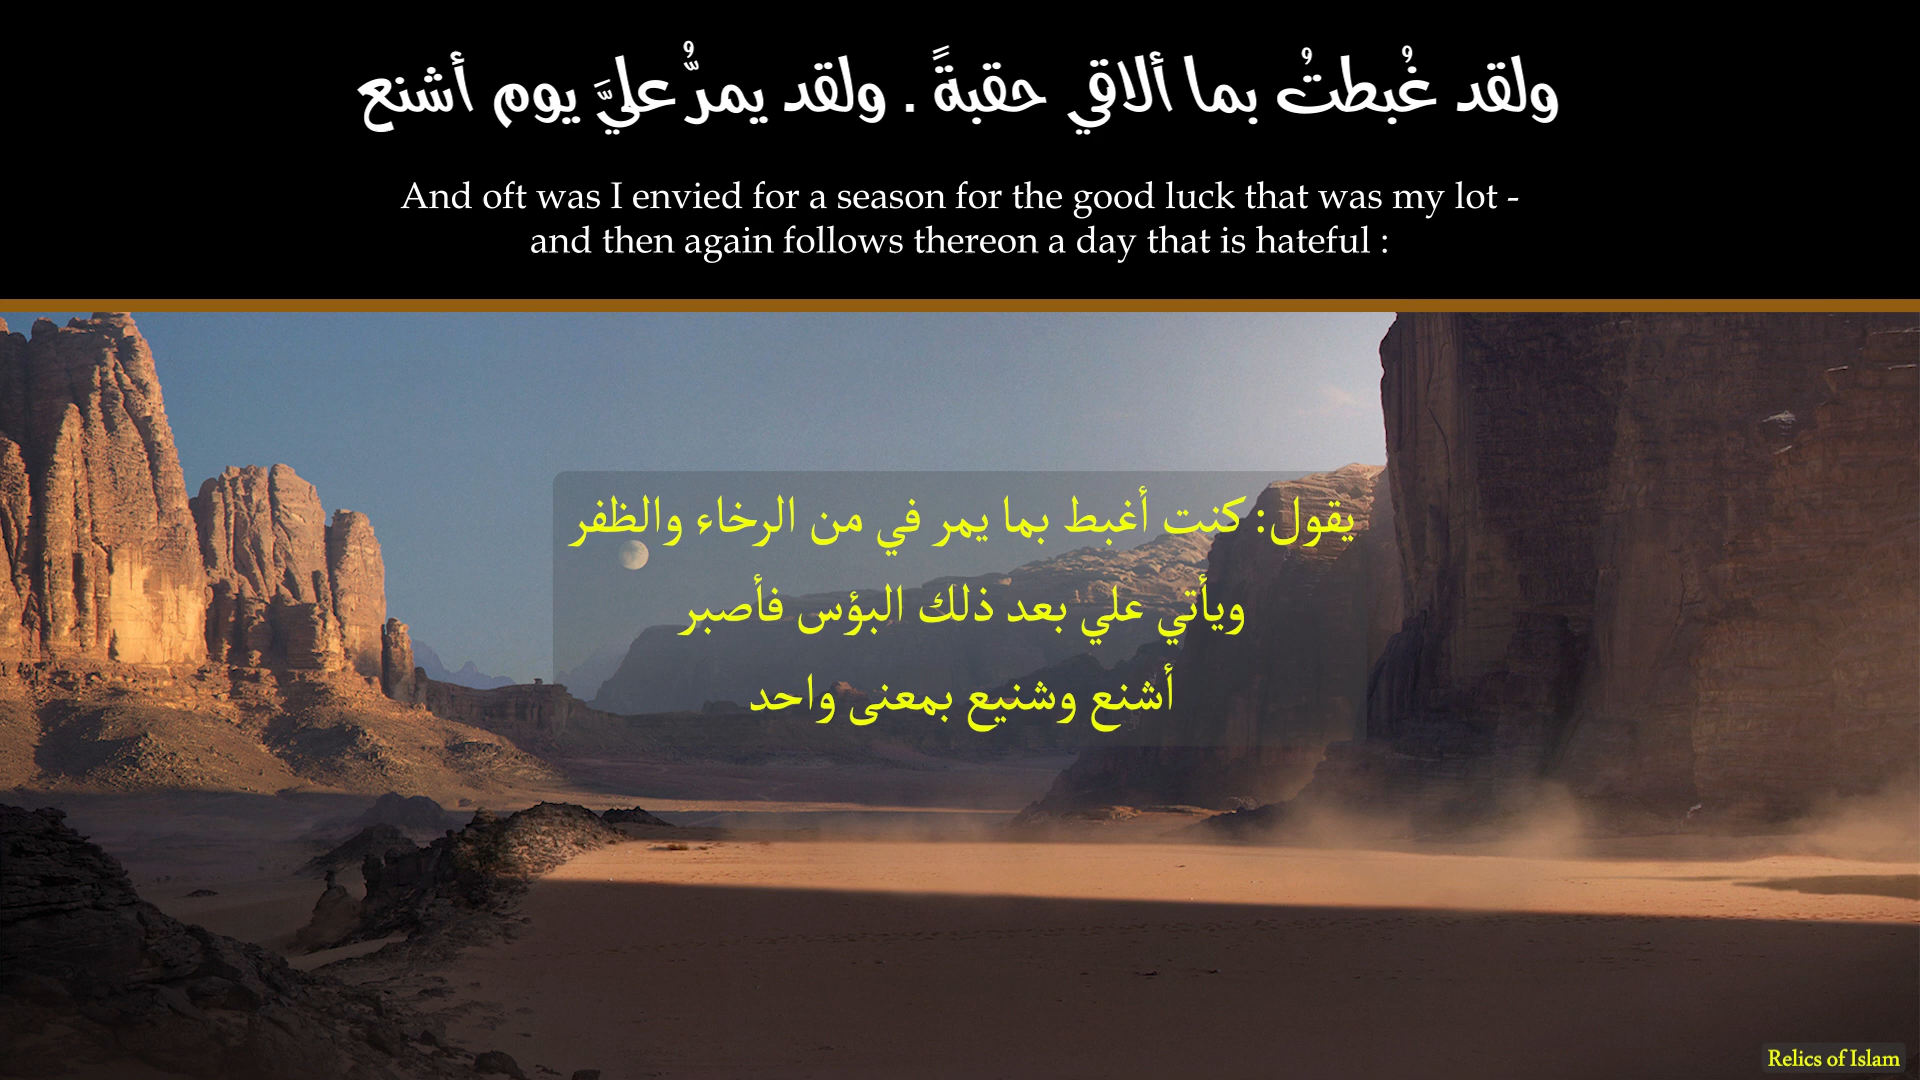 ولقد غُبطتُ بما ألاقي حقبةً . ولقد يمرُّ عليَّ يوم أشنع
And oft was I envied for a season for the good luck that was my lot -
and then again follows thereon a day that is hateful :
يقول: كنت أغبط بما يمر في من الرخاء والظفر
ويأتي علي بعد ذلك البؤس فأصبر
أشنع وشنيع بمعنى واحد
Relics of Islam